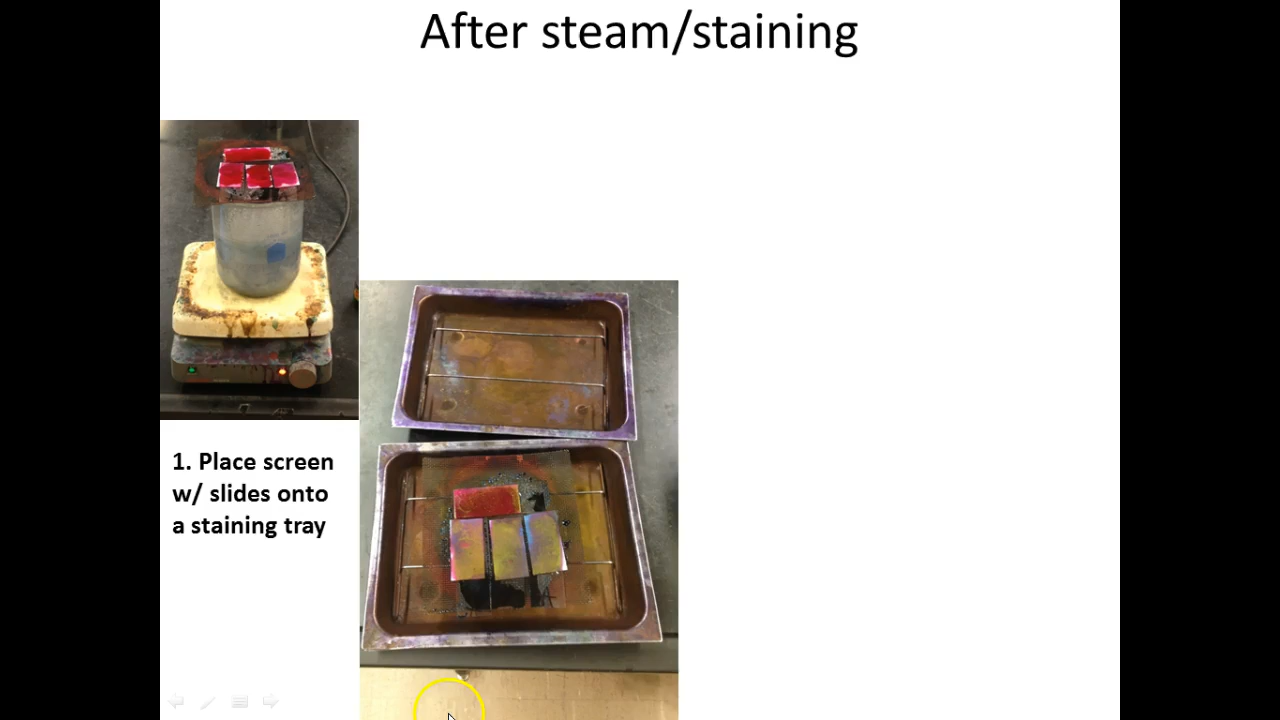 After steam/staining
1. Place screen
w/ slides onto
a staining tray